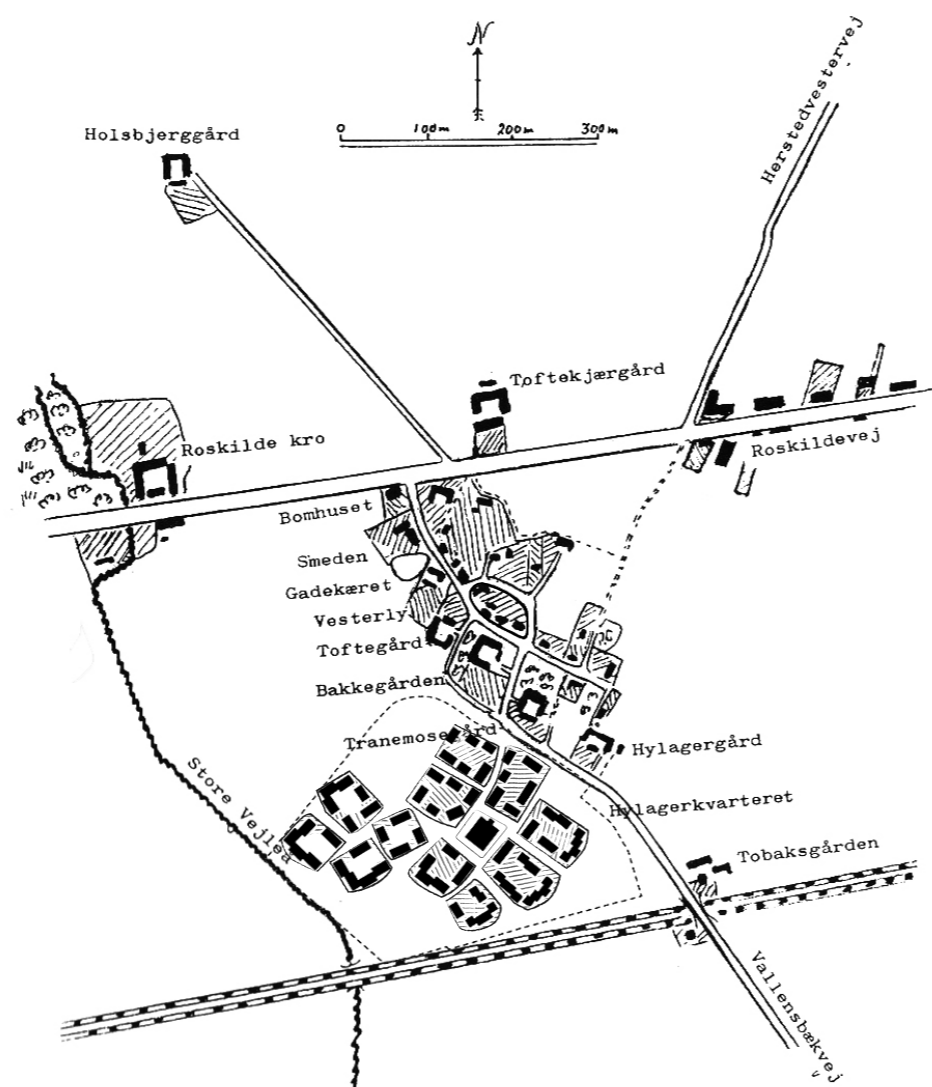 N
0 100m 200m 300m
Herstedvestervej
Holsbjerggård
Toftekjærgård
Roskilde kro
Roskildevej
Bomhuset
Smeden
Gadekæret
Vesterly
Toftegård
Bakkegården
Tranemosegård
Hylagergård
Hylagerkvarteret
Store Vejleå
Tobaksgården
Vallensbækvej